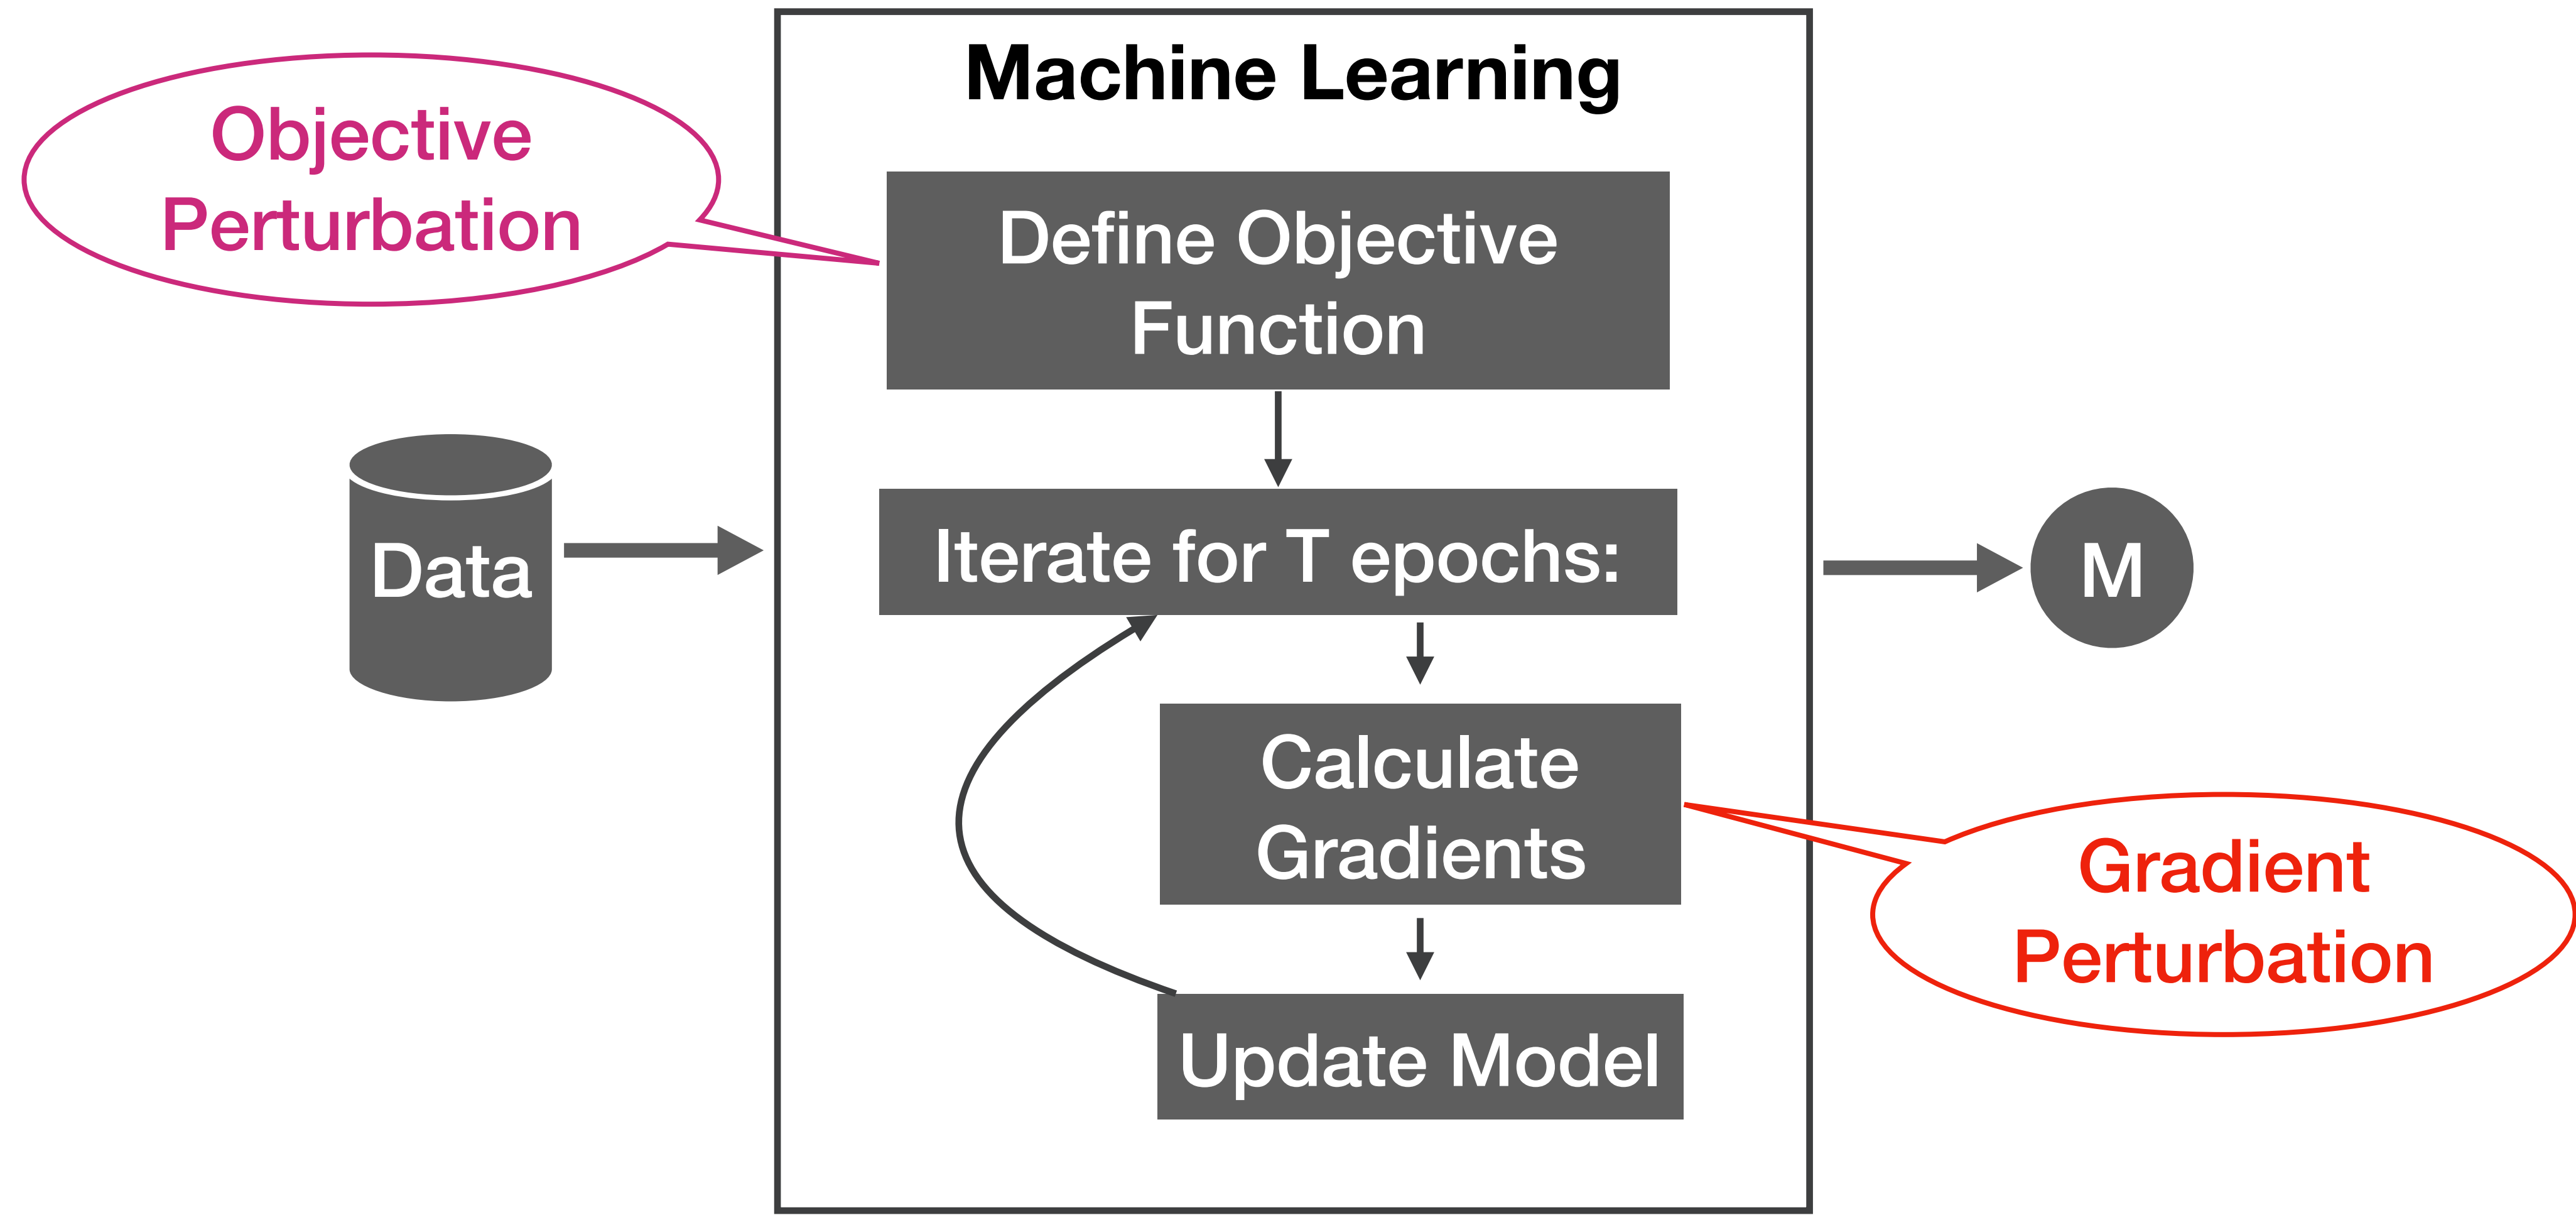 Machine Learning
Objective
Perturbation
Define Objective
Function
Data
Iterate for T epochs:
M
Calculate
Gradients
Gradient
Perturbation
Update Model